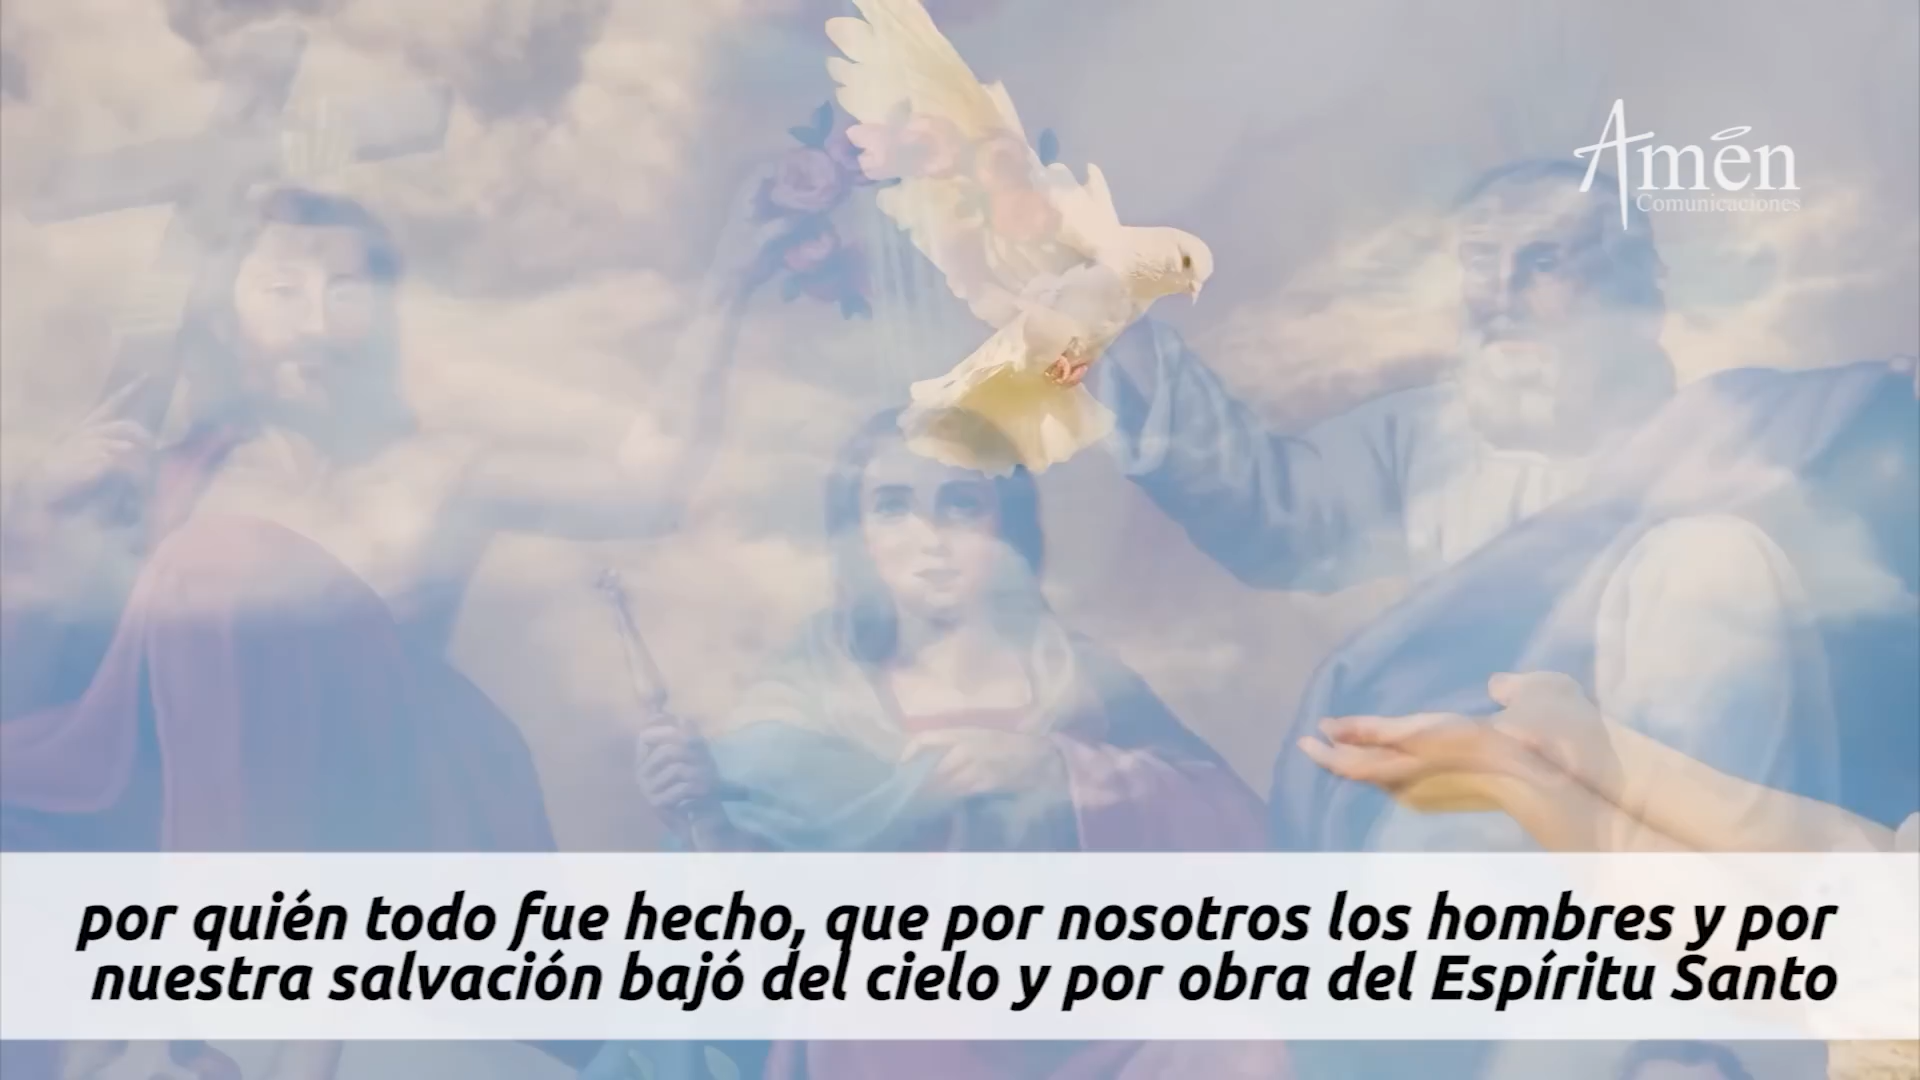 Amén
Comunicaciones
por quién todo fue hecho, que por nosotros los hombres y por
nuestra salvación bajó del cielo y por obra del Espíritu Santo